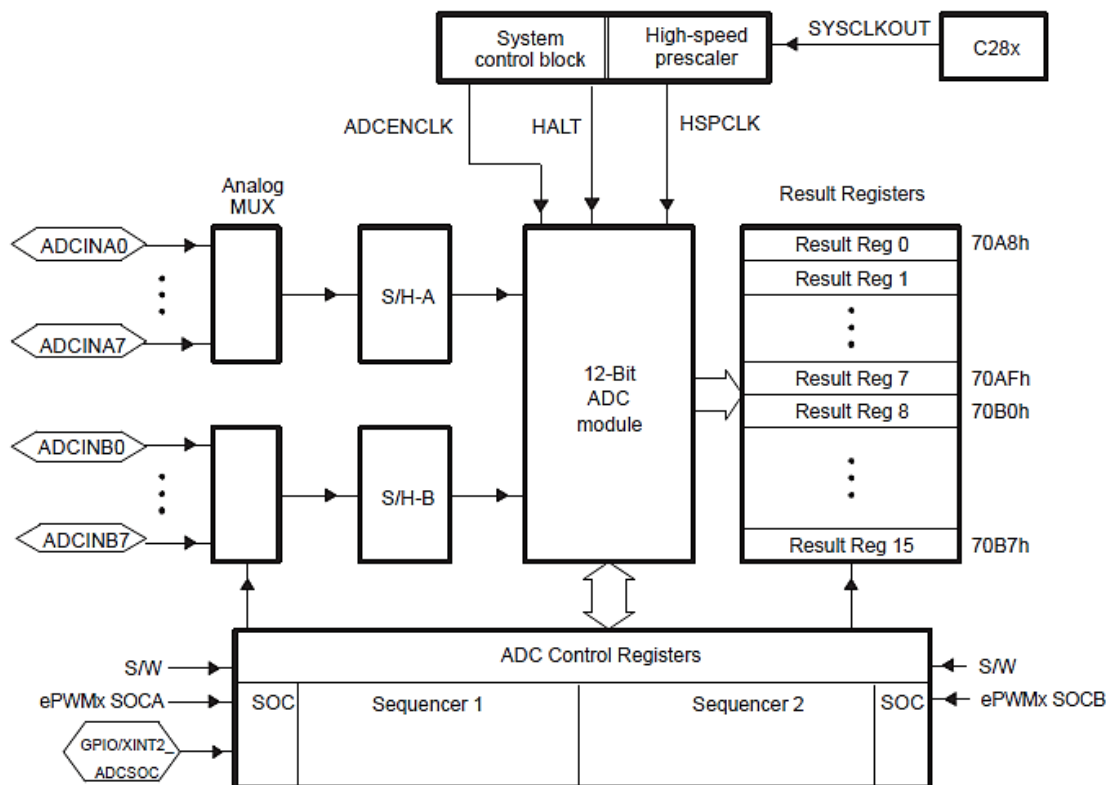 System
control block
High-speed
prescaler
SYSCLKOUT
C28x
ADCENCLK
HALT
HSPCLK
Analog
MUX
Result Registers
ADCINA0
ADCINA7
S/H-A
ADCINB0
ADCINB7
S/H-B
12-Bit
ADC
module
Result Reg 0
70A8h
Result Reg 1
Result Reg 7
70AFh
Result Reg 8
70B0h
Result Reg 15
70B7h
ADC Control Registers
S/W
S/W
ePWMx SOCA
SOC
Sequencer 1
Sequencer 2
SOC
ePWMx SOCB
GPIO/XINT2_
ADCSOC